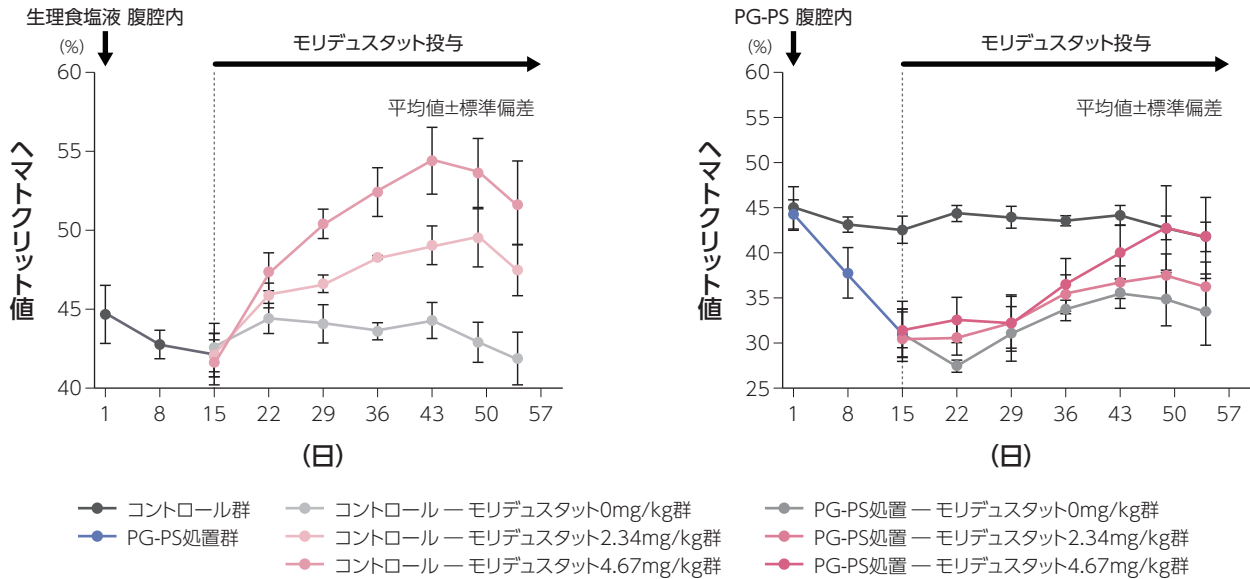 生理食塩液 腹腔内
モリデュスタット投与
(%)
平均値±標準偏差
ヘマトクリット値
60
55
50
45
40
1 8 15 22 29 36 43 50 57
(日)
PG-PS 腹腔内
モリデュスタット投与
(%)
平均値±標準偏差
ヘマトクリット値
60
55
50
45
40
35
30
25
1 8 15 22 29 36 43 50 57
(日)
コントロール群
PG-PS処置群
コントロール — モリデュスタット0mg/kg群
コントロール — モリデュスタット2.34mg/kg群
コントロール — モリデュスタット4.67mg/kg群
PG-PS処置 — モリデュスタット0mg/kg群
PG-PS処置 — モリデュスタット2.34mg/kg群
PG-PS処置 — モリデュスタット4.67mg/kg群